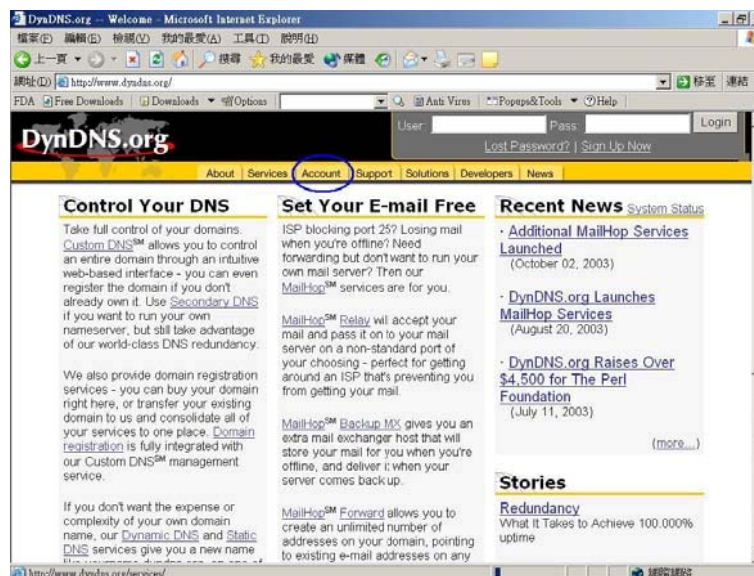 DynDNS.org -- Welcome - Microsoft Internet Explorer
檔案(F) 編輯(E) 檢視(V) 我的最愛(A) 工具(T) 說明(H)
上一頁 搜尋 我的最愛 媒體
網址(D) http://www.dyndns.org/ 移至 連結
FDA Free Downloads Downloads Options Anti Virus Popups&Tools Help
User: Pass: Login
DynDNS.org
Lost Password? | Sign Up Now
About Services Account Support Solutions Developers News
Control Your DNS
Take full control of your domains.
Custom DNS℠ allows you to control
an entire domain through an intuitive
web-based interface - you can even
register the domain if you don't
already own it. Use Secondary DNS
if you want to run your own
nameserver, but still take advantage
of our world-class DNS redundancy.
We also provide domain registration
services - you can buy your domain
right here, or transfer your existing
domain to us and consolidate all of
your services to one place. Domain
registration is fully integrated with
our Custom DNS℠ management
service.
If you don't want the expense or
complexity of your own domain
name, our Dynamic DNS and Static
DNS services give you a new name
Set Your E-mail Free
ISP blocking port 25? Losing mail
when you're offline? Need
forwarding but don't want to run your
own mail server? Then our
MailHop℠ services are for you.
MailHop℠ Relay will accept your
mail and pass it on to your mail
server on a non-standard port of
your choosing - perfect for getting
around an ISP that's preventing you
from getting your mail.
MailHop℠ Backup MX gives you an
extra mail exchanger host that will
store your mail for you when you're
offline, and deliver it when your
server comes back up.
MailHop℠ Forward allows you to
create an unlimited number of
addresses on your domain, pointing
to existing e-mail addresses on any
Recent News System Status
· Additional MailHop Services
Launched
(October 02, 2003)
· DynDNS.org Launches
MailHop Services
(August 20, 2003)
· DynDNS.org Raises Over
$4,500 for The Perl
Foundation
(July 11, 2003)
(more....)
Stories
Redundancy
What It Takes to Achieve 100.000%
uptime
http://www.dyndns.org/services/ 網際網路